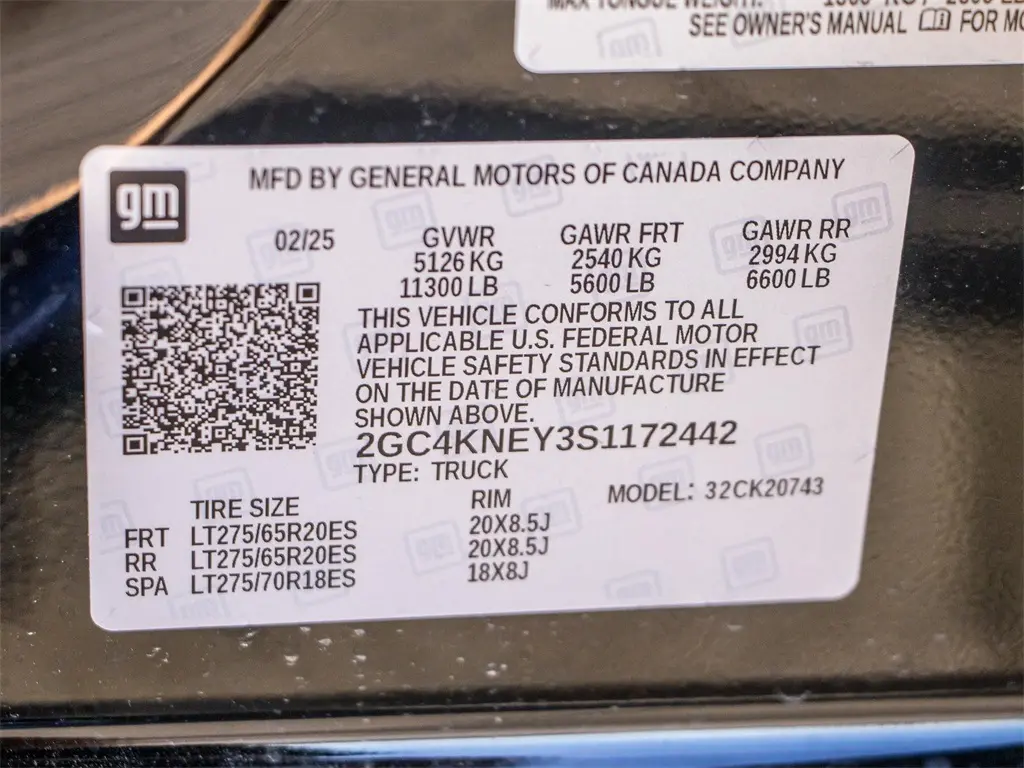 SEE OWNER'S MANUAL FOR MO
gm
MFD BY GENERAL MOTORS OF CANADA COMPANY
02/25 GVWR GAWR FRT GAWR RR
5126 KG 2540 KG 2994 KG
11300 LB 5600 LB 6600 LB
THIS VEHICLE CONFORMS TO ALL
APPLICABLE U.S. FEDERAL MOTOR
VEHICLE SAFETY STANDARDS IN EFFECT
ON THE DATE OF MANUFACTURE
SHOWN ABOVE.
2GC4KNEY3S1172442
TYPE: TRUCK
TIRE SIZE RIM MODEL: 32CK20743
FRT LT275/65R20ES 20X8.5J
RR LT275/65R20ES 20X8.5J
SPA LT275/70R18ES 18X8J